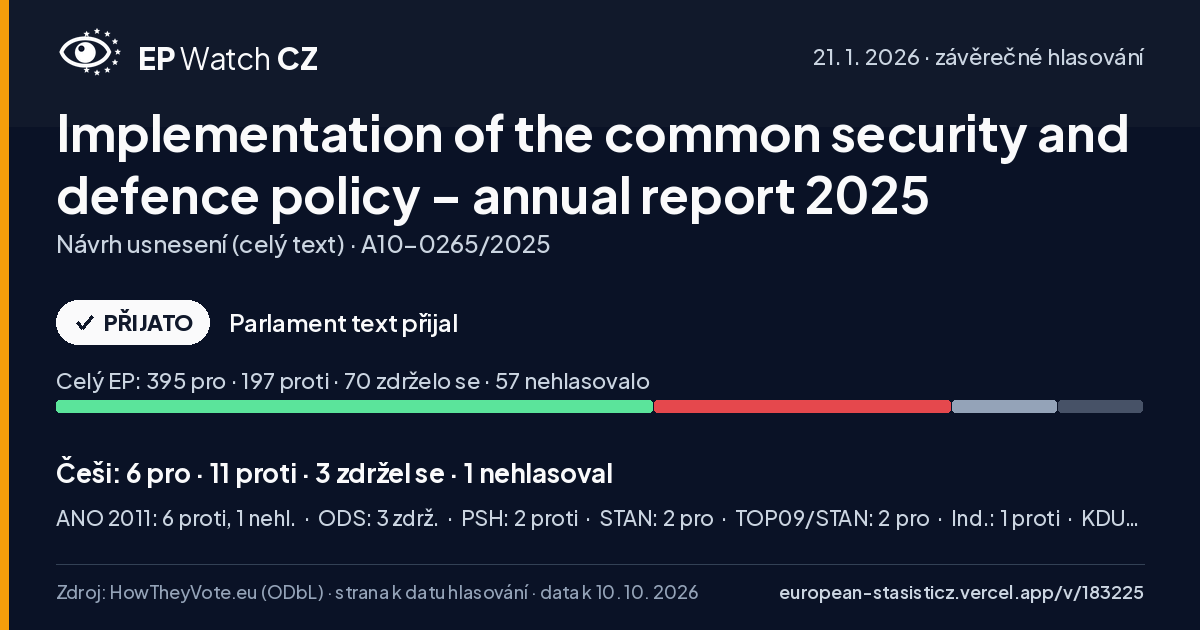 EP Watch CZ
21. 1. 2026 · závěrečné hlasování
Implementation of the common security and
defence policy – annual report 2025
Návrh usnesení (celý text) · A10-0265/2025
✓ PŘIJATO
Parlament text přijal
Celý EP: 395 pro · 197 proti · 70 zdrželo se · 57 nehlasovalo
Češi: 6 pro · 11 proti · 3 zdržel se · 1 nehlasoval
ANO 2011: 6 proti, 1 nehl. · ODS: 3 zdrž. · PSH: 2 proti · STAN: 2 pro · TOP09/STAN: 2 pro · Ind.: 1 proti · KDU…
Zdroj: HowTheyVote.eu (ODbL) · strana k datu hlasování · data k 10. 10. 2026
european-stasisticz.vercel.app/v/183225